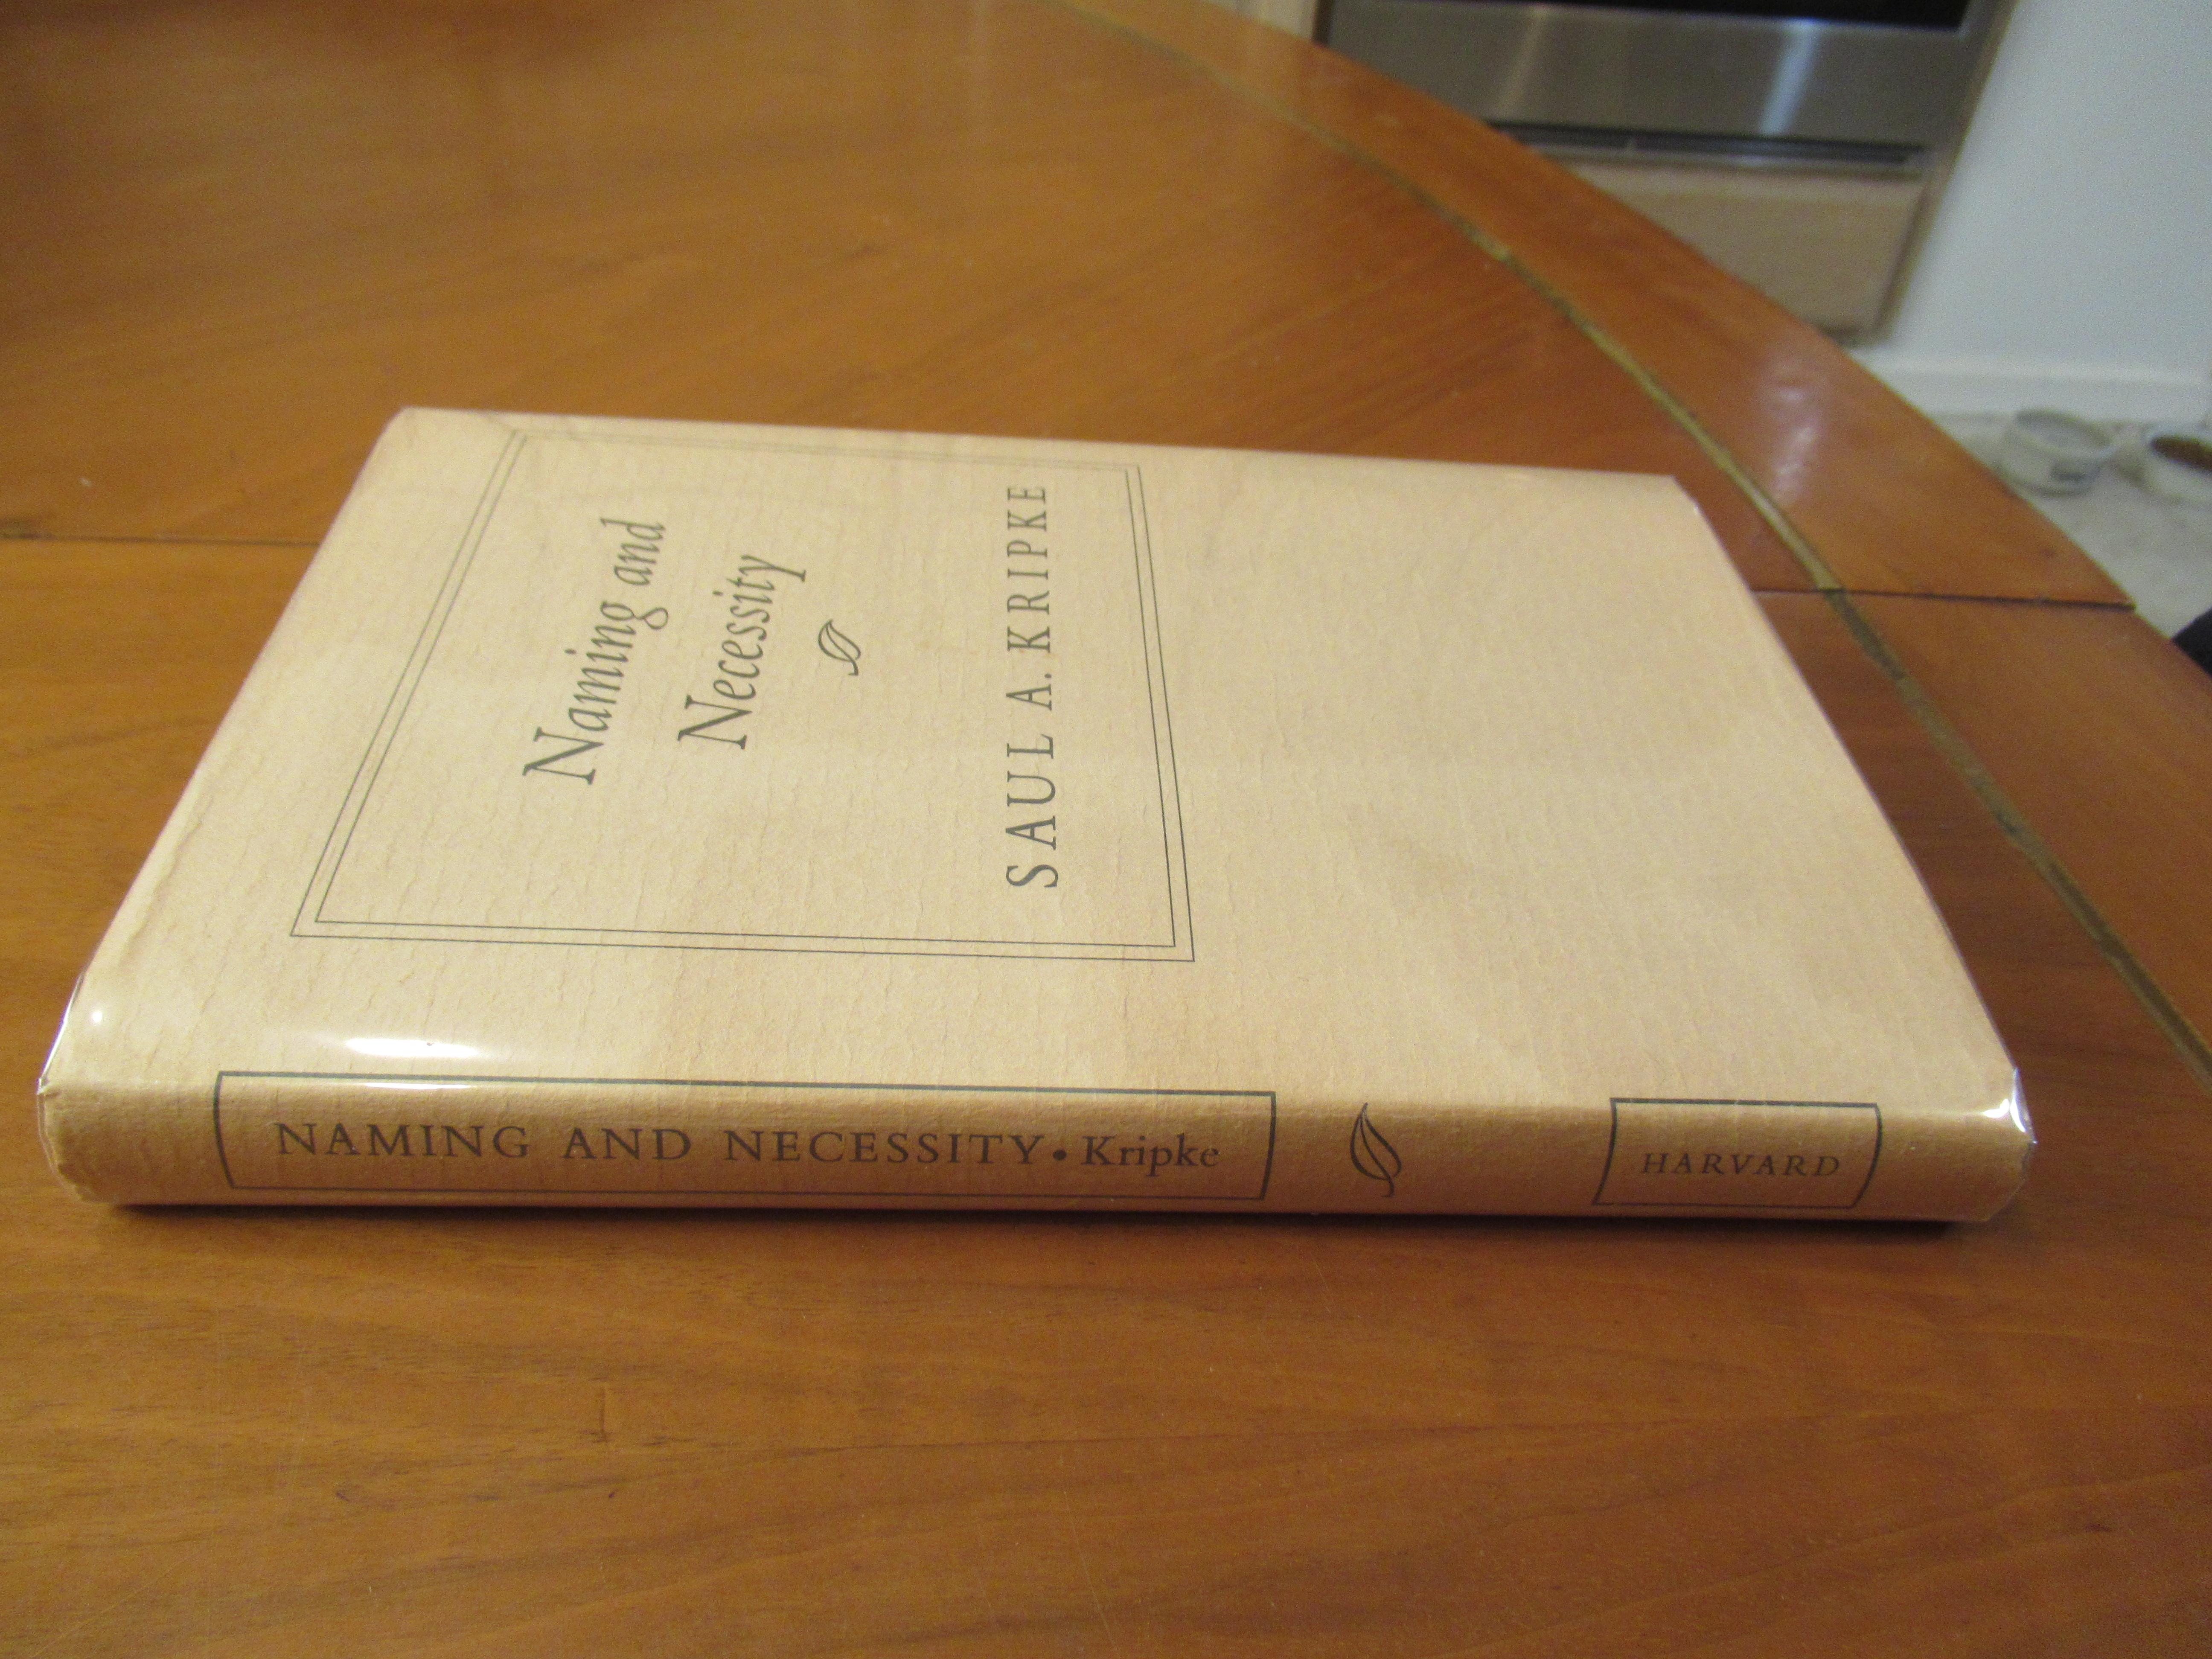 Naming and
Necessity
SAUL A. KRIPKE
NAMING AND NECESSITY • Kripke
HARVARD